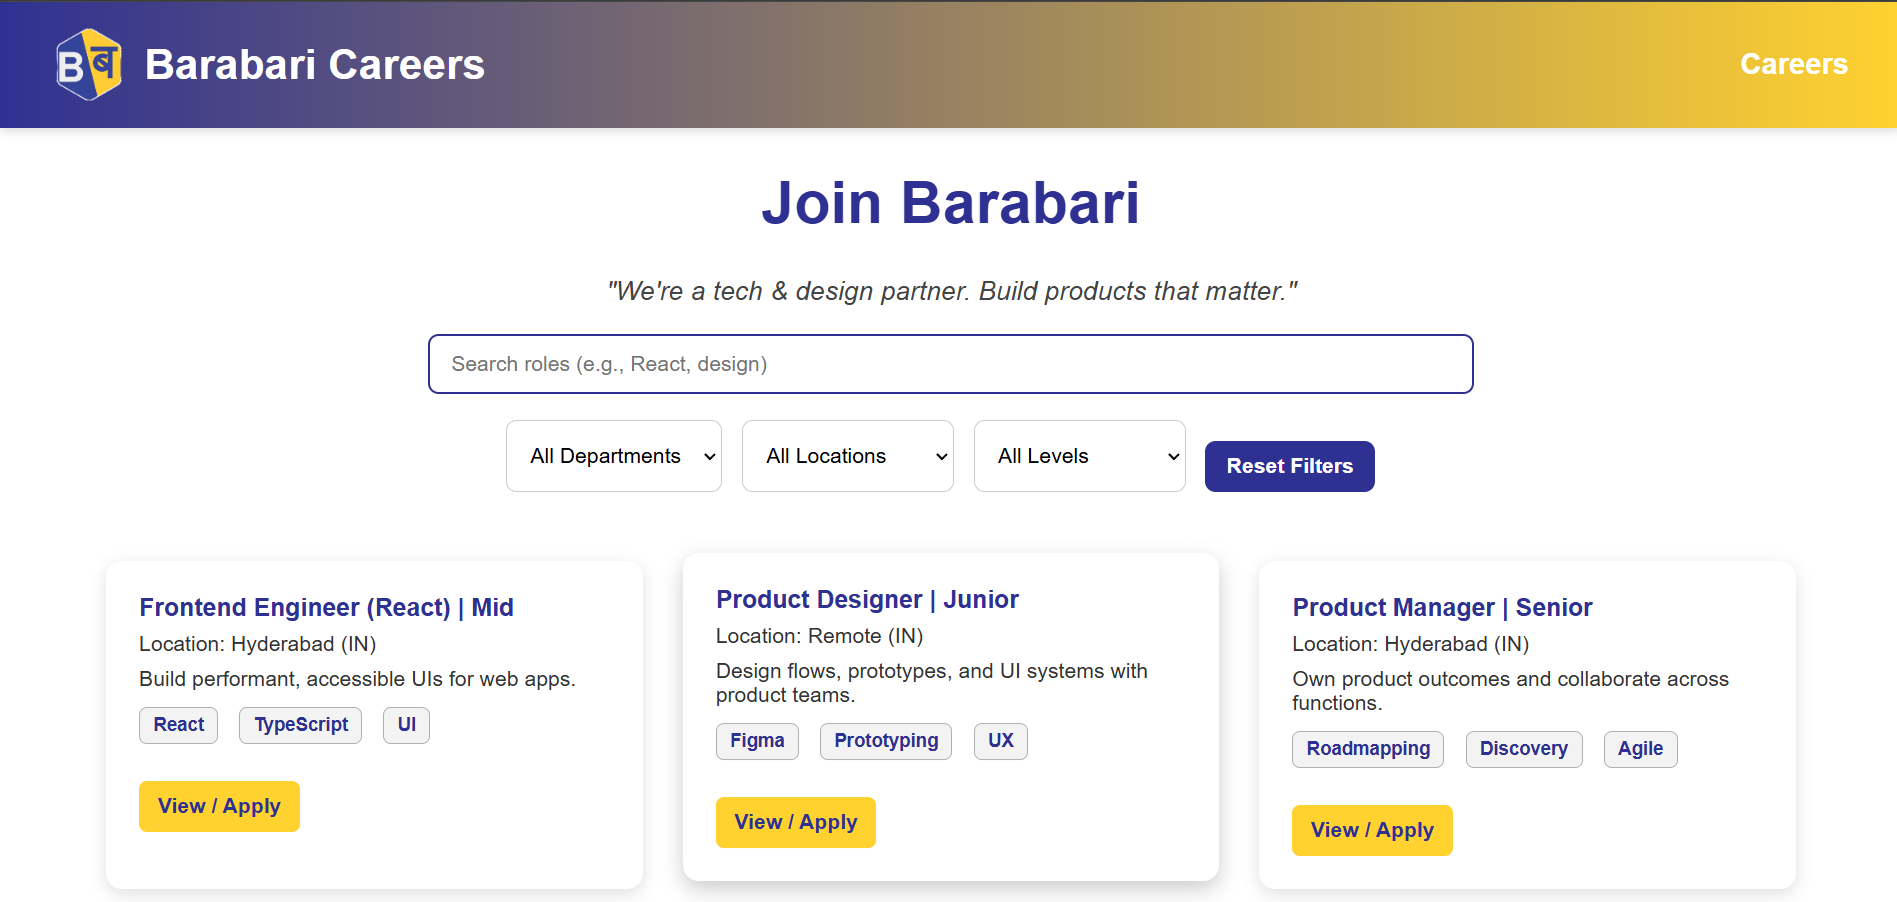 Bब
Barabari Careers
Careers
Join Barabari
"We're a tech & design partner. Build products that matter."
Search roles (e.g., React, design)
All Departments
All Locations
All Levels
Reset Filters
Frontend Engineer (React) | Mid
Location: Hyderabad (IN)
Build performant, accessible UIs for web apps.
React
TypeScript
UI
View / Apply
Product Designer | Junior
Location: Remote (IN)
Design flows, prototypes, and UI systems with
product teams.
Figma
Prototyping
UX
View / Apply
Product Manager | Senior
Location: Hyderabad (IN)
Own product outcomes and collaborate across
functions.
Roadmapping
Discovery
Agile
View / Apply